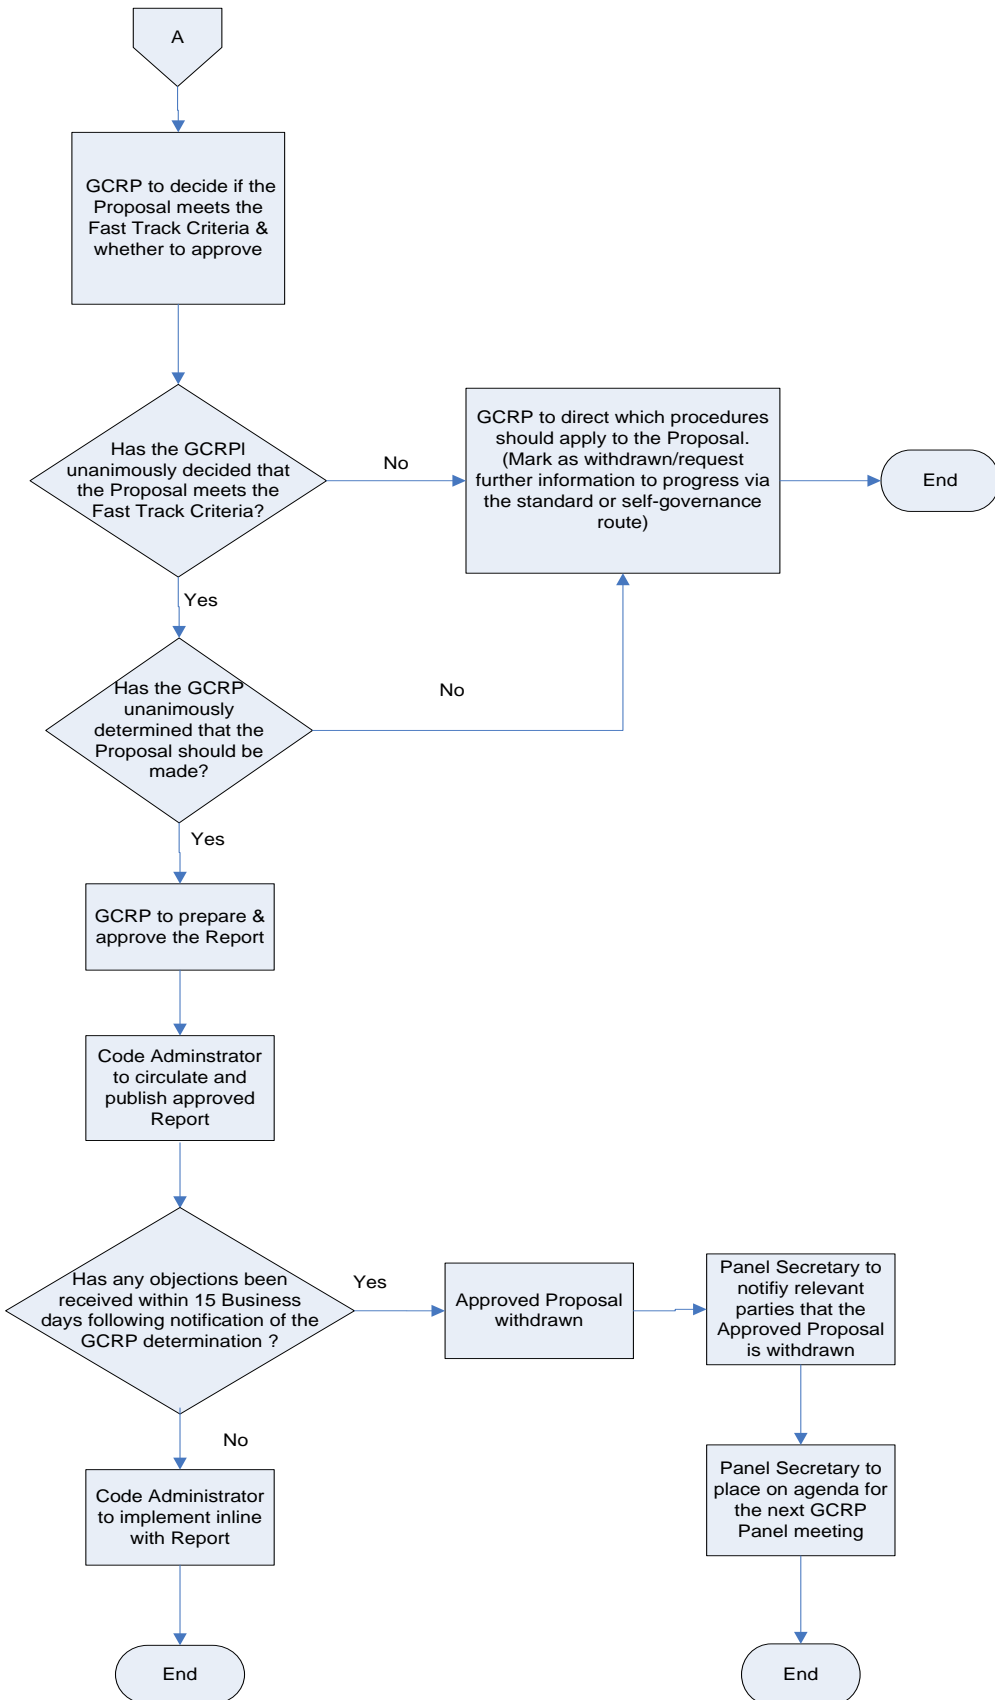 A
GCRP to decide if the
Proposal meets the
Fast Track Criteria &
whether to approve
Has the GCRPl
unanimously decided that
the Proposal meets the
Fast Track Criteria?
No
GCRP to direct which procedures
should apply to the Proposal.
(Mark as withdrawn/request
further information to progress via
the standard or self-governance
route)
End
Yes
Has the GCRP
unanimously
determined that the
Proposal should be
made?
No
Yes
GCRP to prepare &
approve the Report
Code Adminstrator
to circulate and
publish approved
Report
Has any objections been
received within 15 Business
days following notification of the
GCRP determination ?
Yes
Approved Proposal
withdrawn
Panel Secretary to
notifiy relevant
parties that the
Approved Proposal
is withdrawn
No
Code Administrator
to implement inline
with Report
Panel Secretary to
place on agenda for
the next GCRP
Panel meeting
End
End